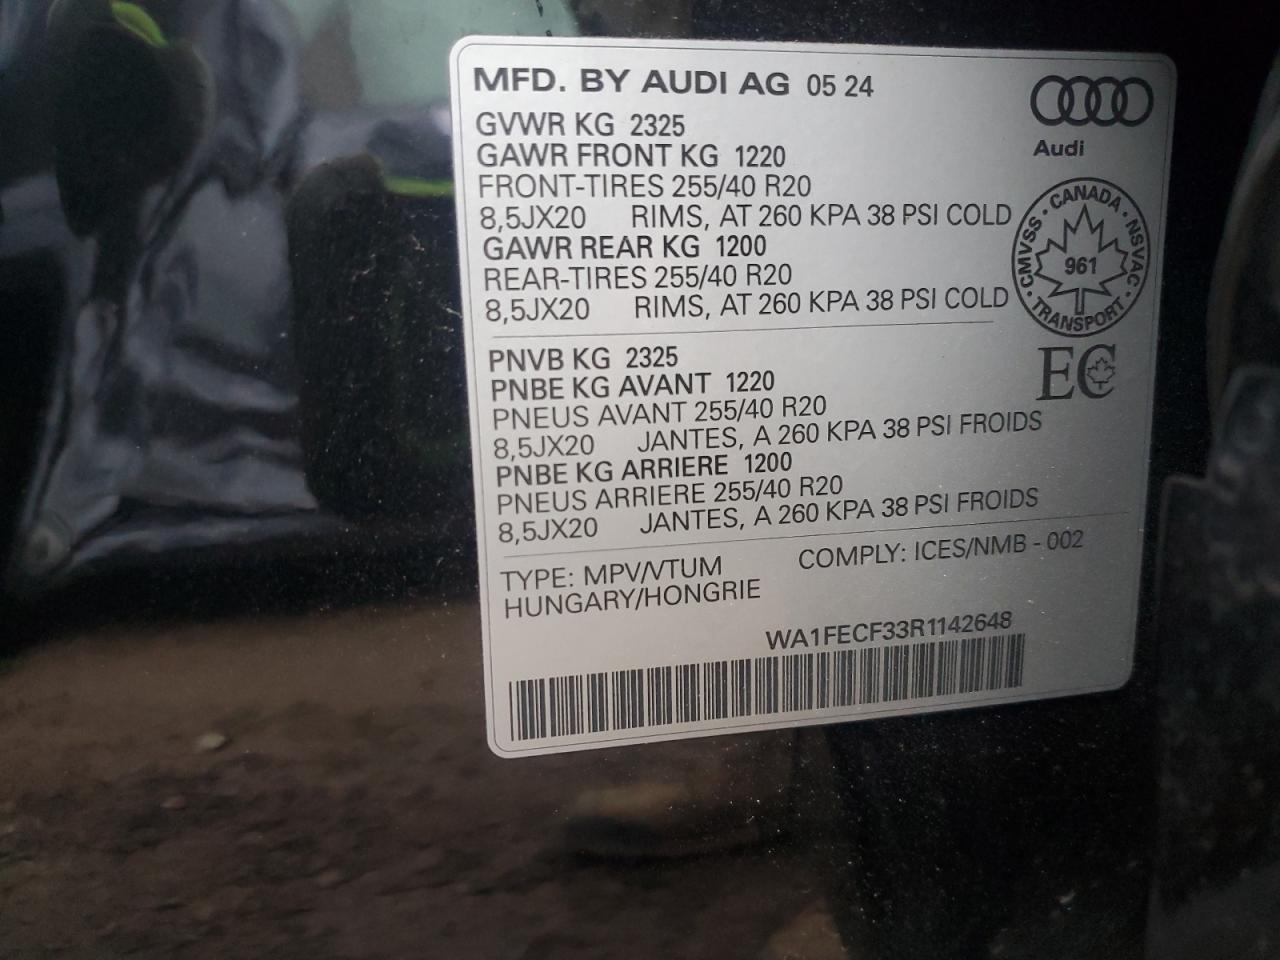 MFD. BY AUDI AG 05 24
Audi
GVWR KG 2325
GAWR FRONT KG 1220
FRONT-TIRES 255/40 R20
8,5JX20 RIMS, AT 260 KPA 38 PSI COLD
GAWR REAR KG 1200
REAR-TIRES 255/40 R20
8,5JX20 RIMS, AT 260 KPA 38 PSI COLD
CMVSS · CANADA · NSVAC · TRANSPORT ·
961
PNVB KG 2325
PNBE KG AVANT 1220
PNEUS AVANT 255/40 R20
8,5JX20 JANTES, A 260 KPA 38 PSI FROIDS
PNBE KG ARRIERE 1200
PNEUS ARRIERE 255/40 R20
8,5JX20 JANTES, A 260 KPA 38 PSI FROIDS
EC
TYPE: MPV/VTUM COMPLY: ICES/NMB - 002
HUNGARY/HONGRIE
WA1FECF33R1142648